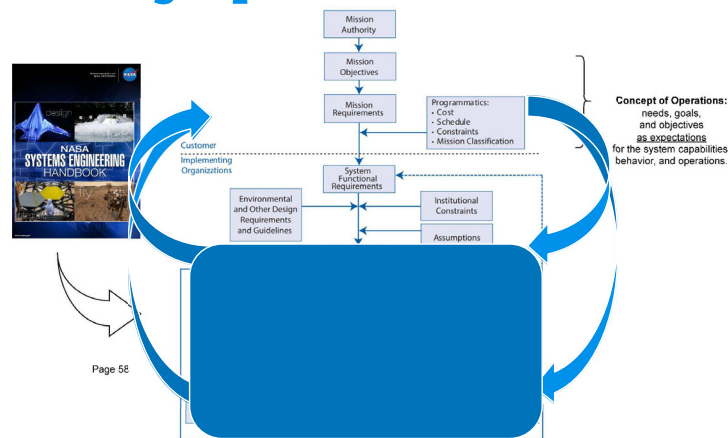 Mission
Authority
Mission
Objectives
Mission
Requirements
Programmatics:
• Cost
• Schedule
• Constraints
• Mission Classification
Concept of Operations:
needs, goals,
and objectives
as expectations
for the system capabilities
behavior, and operations.
design
NASA
SYSTEMS ENGINEERING
HANDBOOK
Customer
Implementing
Organizations
System
Functional
Requirements
Environmental
and Other Design
Requirements
and Guidelines
Institutional
Constraints
Assumptions
Page 58